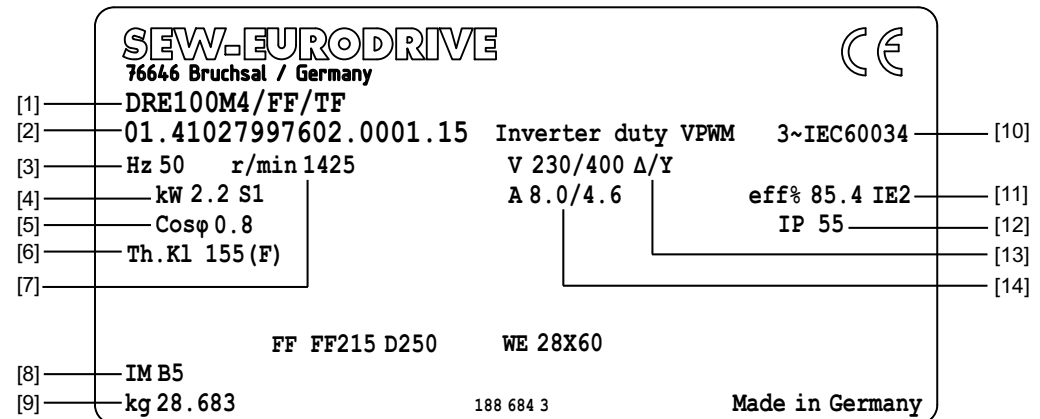 SEW-EURODRIVE CE
76646 Bruchsal / Germany
[1] DRE100M4/FF/TF
[2] 01.41027997602.0001.15 Inverter duty VPWM 3~IEC60034 [10]
[3] Hz 50 r/min 1425 V 230/400 Δ/Y
[4] kW 2.2 S1 A 8.0/4.6 eff% 85.4 IE2 [11]
[5] Cosφ 0.8 IP 55 [12]
[6] Th.Kl 155(F) [13]
[7] [14]
FF FF215 D250 WE 28X60
[8] IM B5
[9] kg 28.683 188 684 3 Made in Germany